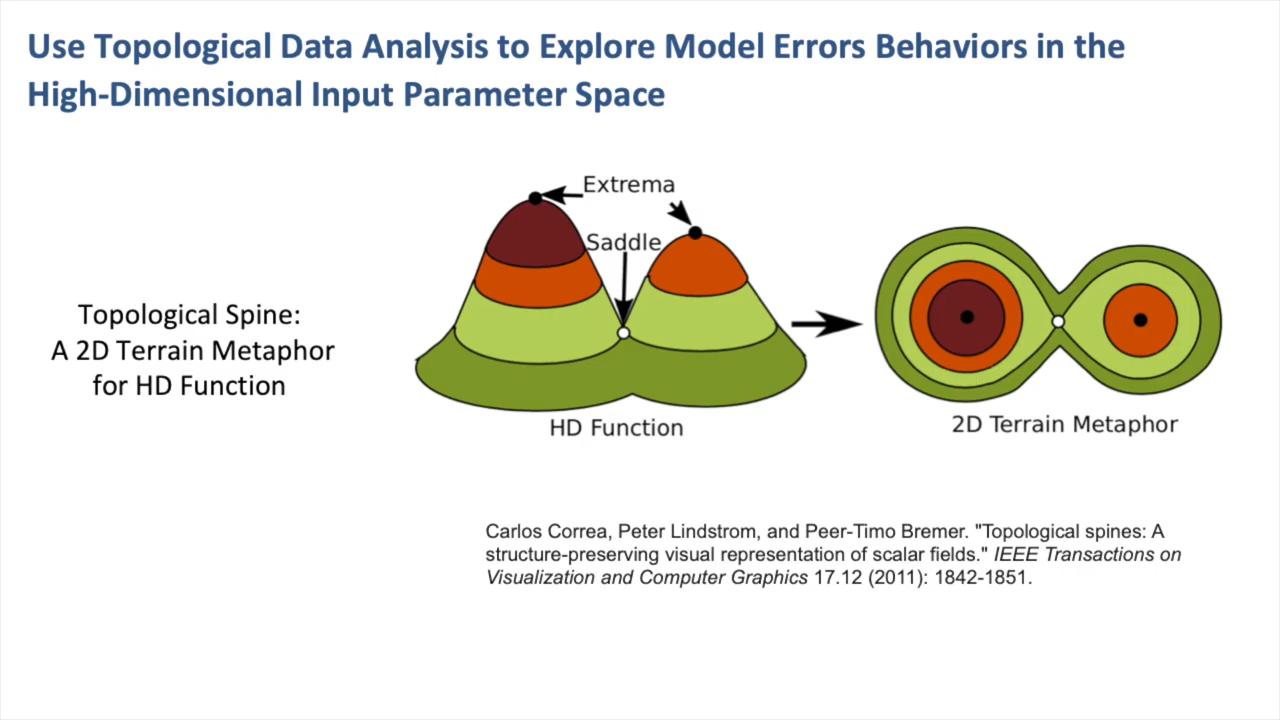 Use Topological Data Analysis to Explore Model Errors Behaviors in the
High-Dimensional Input Parameter Space
Extrema
Saddle
Topological Spine:
A 2D Terrain Metaphor
for HD Function
HD Function
2D Terrain Metaphor
Carlos Correa, Peter Lindstrom, and Peer-Timo Bremer. "Topological spines: A
structure-preserving visual representation of scalar fields." IEEE Transactions on
Visualization and Computer Graphics 17.12 (2011): 1842-1851.